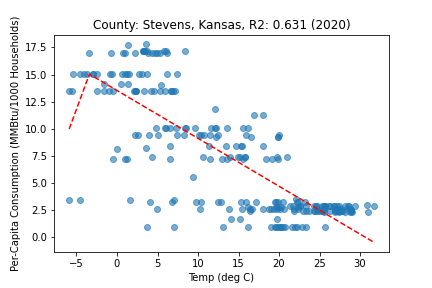 County: Stevens, Kansas, R2: 0.631 (2020)
Per-Capita Consumption (MMBtu/1000 Households)
17.5
15.0
12.5
10.0
7.5
5.0
2.5
0.0
−5 0 5 10 15 20 25 30
Temp (deg C)